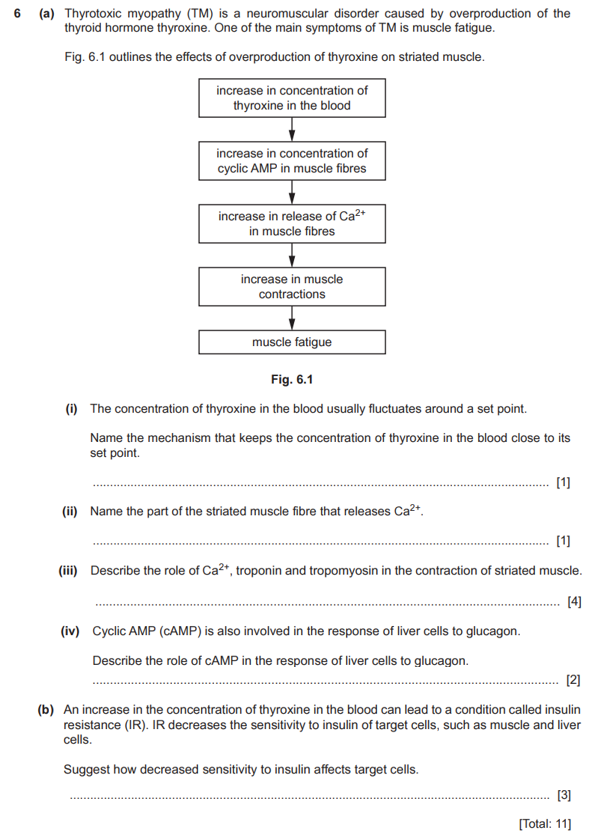 6 (a) Thyrotoxic myopathy (TM) is a neuromuscular disorder caused by overproduction of the
thyroid hormone thyroxine. One of the main symptoms of TM is muscle fatigue.
Fig. 6.1 outlines the effects of overproduction of thyroxine on striated muscle.
increase in concentration of
thyroxine in the blood
increase in concentration of
cyclic AMP in muscle fibres
increase in release of Ca²⁺
in muscle fibres
increase in muscle
contractions
muscle fatigue
Fig. 6.1
(i) The concentration of thyroxine in the blood usually fluctuates around a set point.
Name the mechanism that keeps the concentration of thyroxine in the blood close to its
set point.
................................................................................................................................ [1]
(ii) Name the part of the striated muscle fibre that releases Ca²⁺.
................................................................................................................................ [1]
(iii) Describe the role of Ca²⁺, troponin and tropomyosin in the contraction of striated muscle.
................................................................................................................................ [4]
(iv) Cyclic AMP (cAMP) is also involved in the response of liver cells to glucagon.
Describe the role of cAMP in the response of liver cells to glucagon.
................................................................................................................................ [2]
(b) An increase in the concentration of thyroxine in the blood can lead to a condition called insulin
resistance (IR). IR decreases the sensitivity to insulin of target cells, such as muscle and liver
cells.
Suggest how decreased sensitivity to insulin affects target cells.
................................................................................................................................ [3]
[Total: 11]